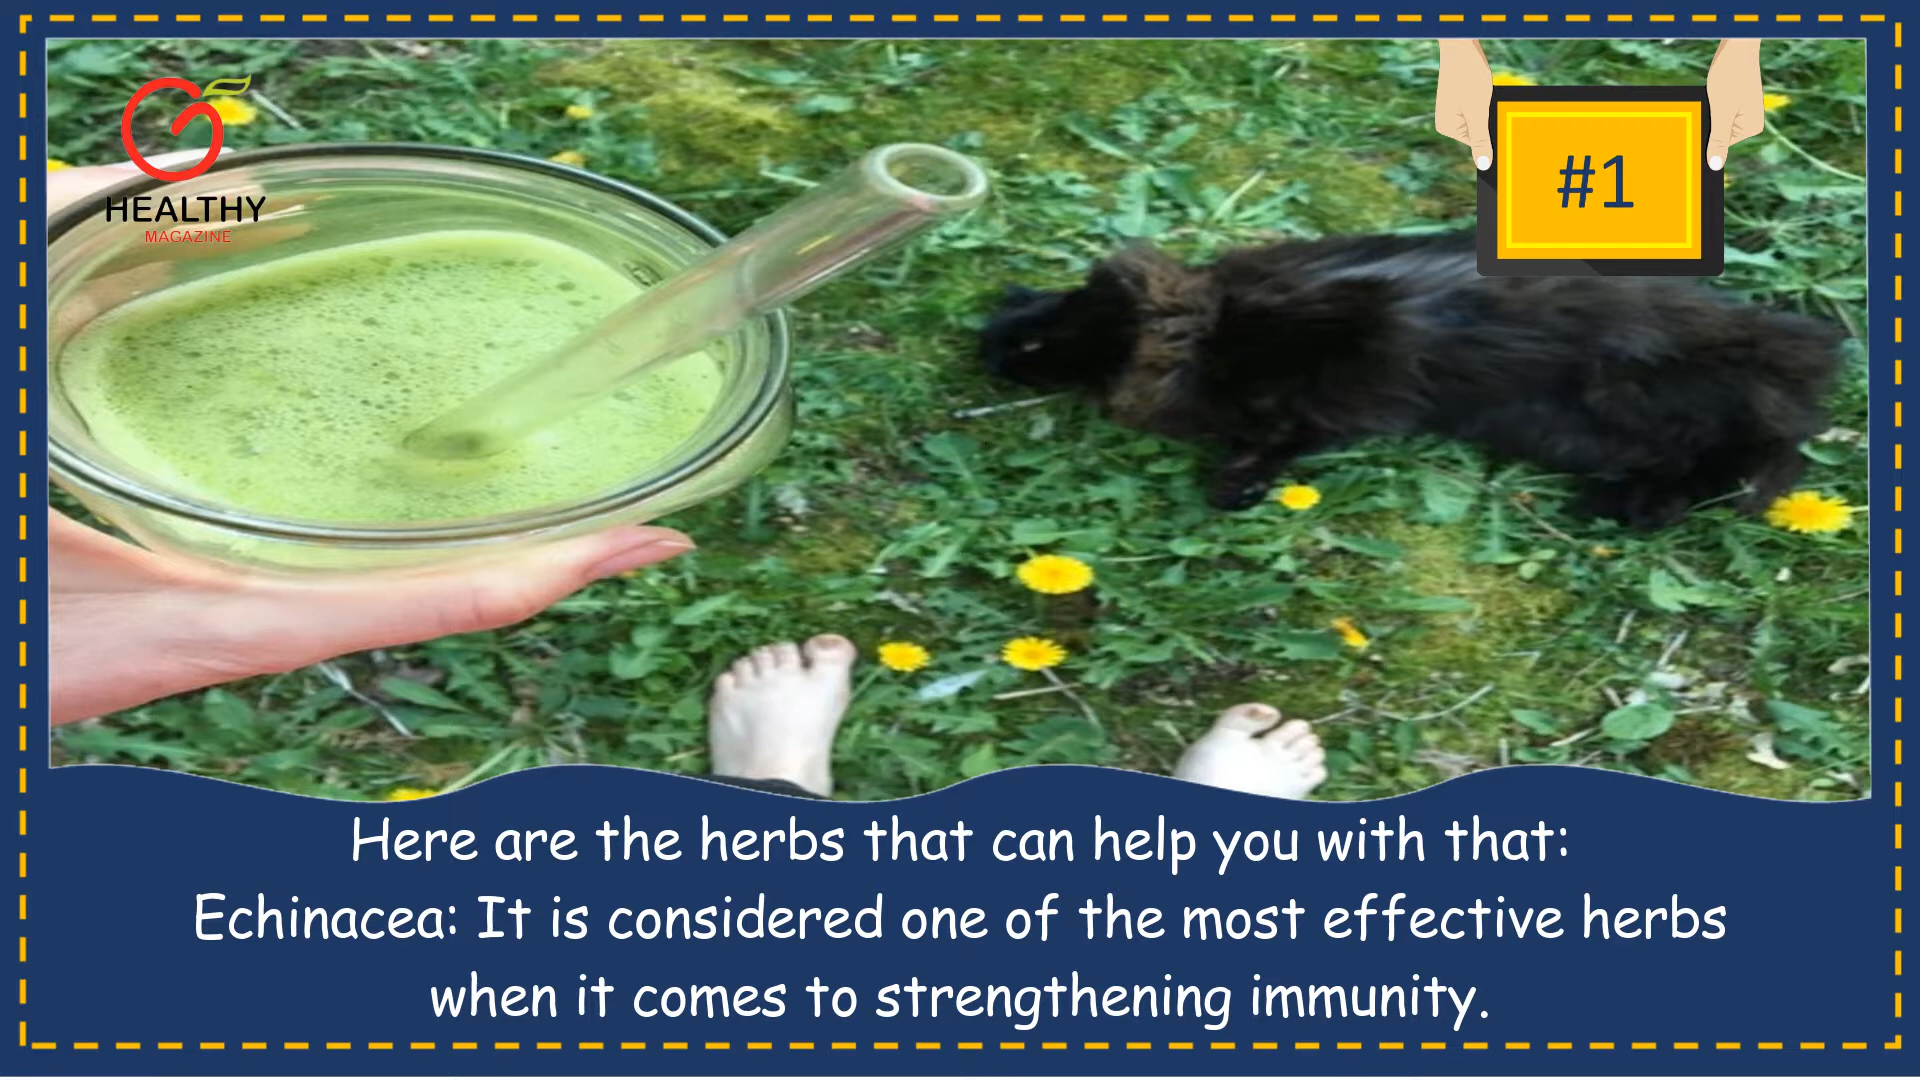 HEALTHY
MAGAZINE
#1
Here are the herbs that can help you with that:
Echinacea: It is considered one of the most effective herbs
when it comes to strengthening immunity.